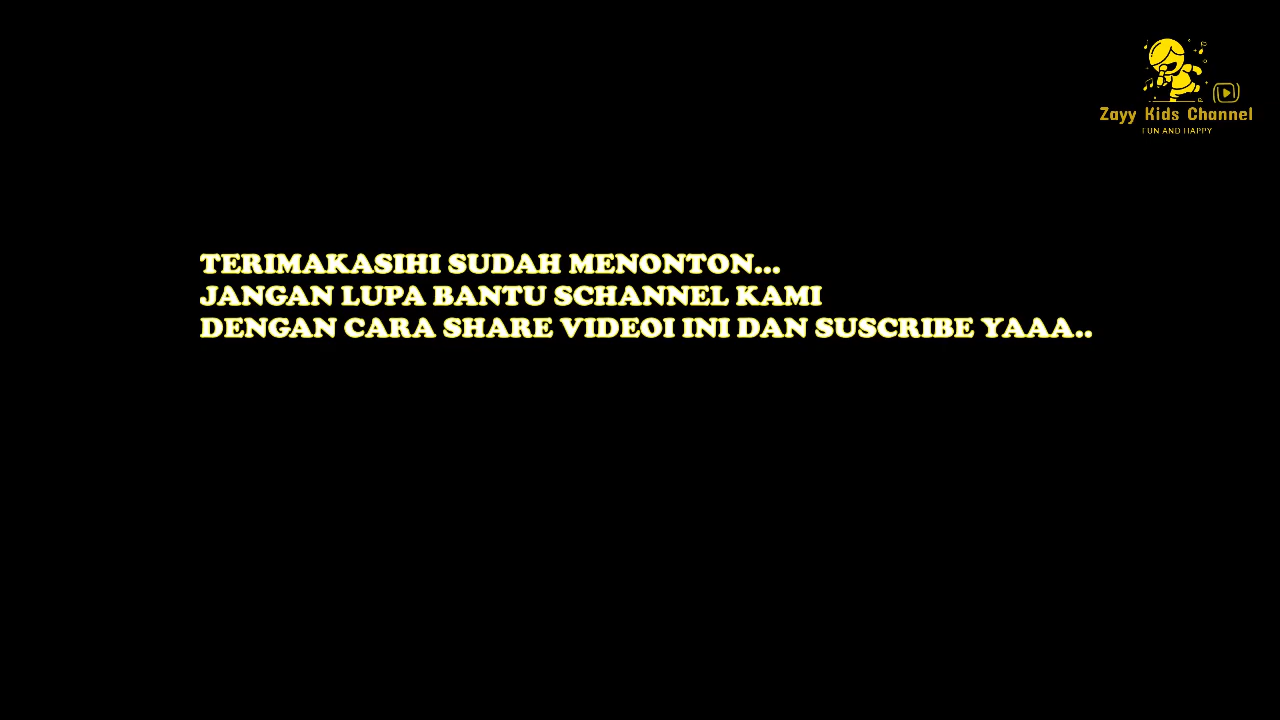 Zayy Kids Channel
FUN AND HAPPY
TERIMAKASIHI SUDAH MENONTON...
JANGAN LUPA BANTU SCHANNEL KAMI
DENGAN CARA SHARE VIDEOI INI DAN SUSCRIBE YAAA..